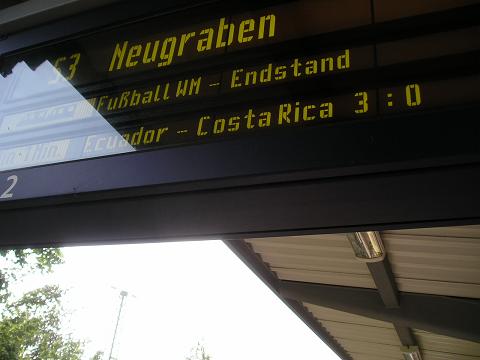 S3 Neugraben
Fußball WM - Endstand
Ecuador - Costa Rica 3:0
2